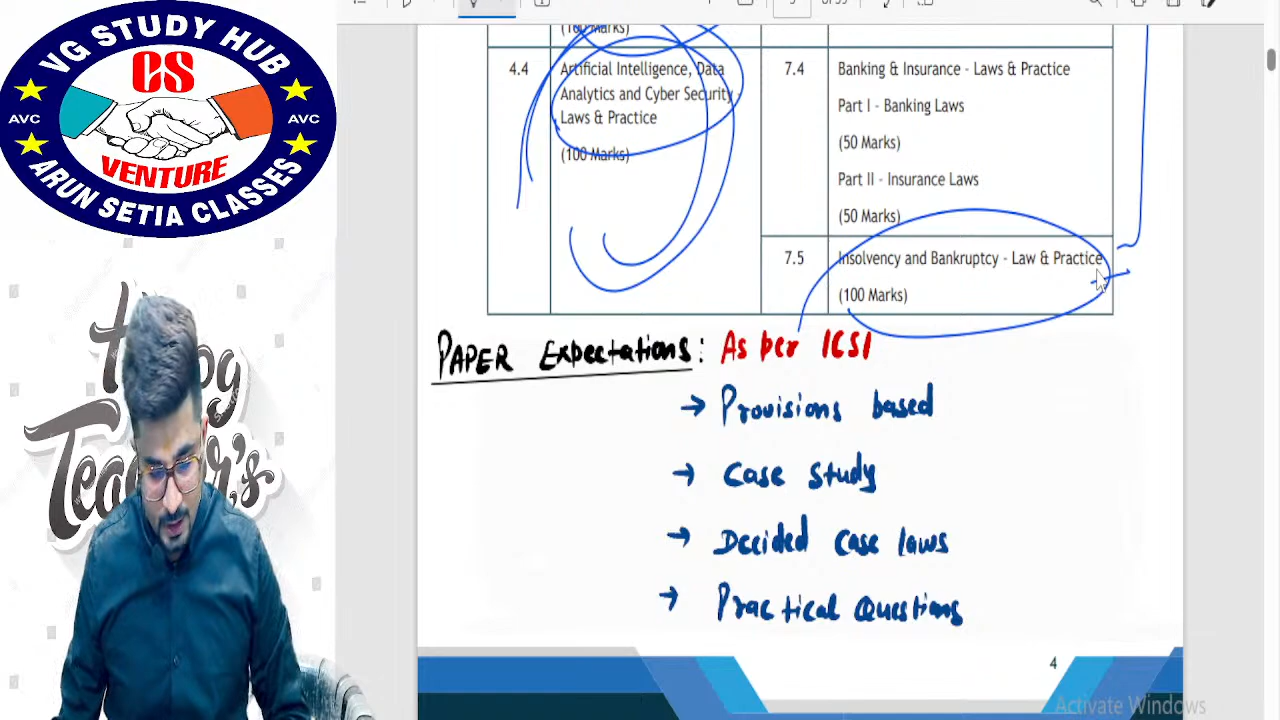 VG STUDY HUB
CS
AVC
AVC
VENTURE
ARUN SETIA CLASSES
(100 Marks)
4.4
Artificial Intelligence, Data
Analytics and Cyber Security -
Laws & Practice
(100 Marks)
7.4
Banking & Insurance - Laws & Practice
Part I - Banking Laws
(50 Marks)
Part II - Insurance Laws
(50 Marks)
7.5
Insolvency and Bankruptcy - Law & Practice
(100 Marks)
PAPER Expectations: As per ICSI
→ Provisions based
→ Case Study
→ Decided Case laws
→ Practical Questions
4
Activate Windows